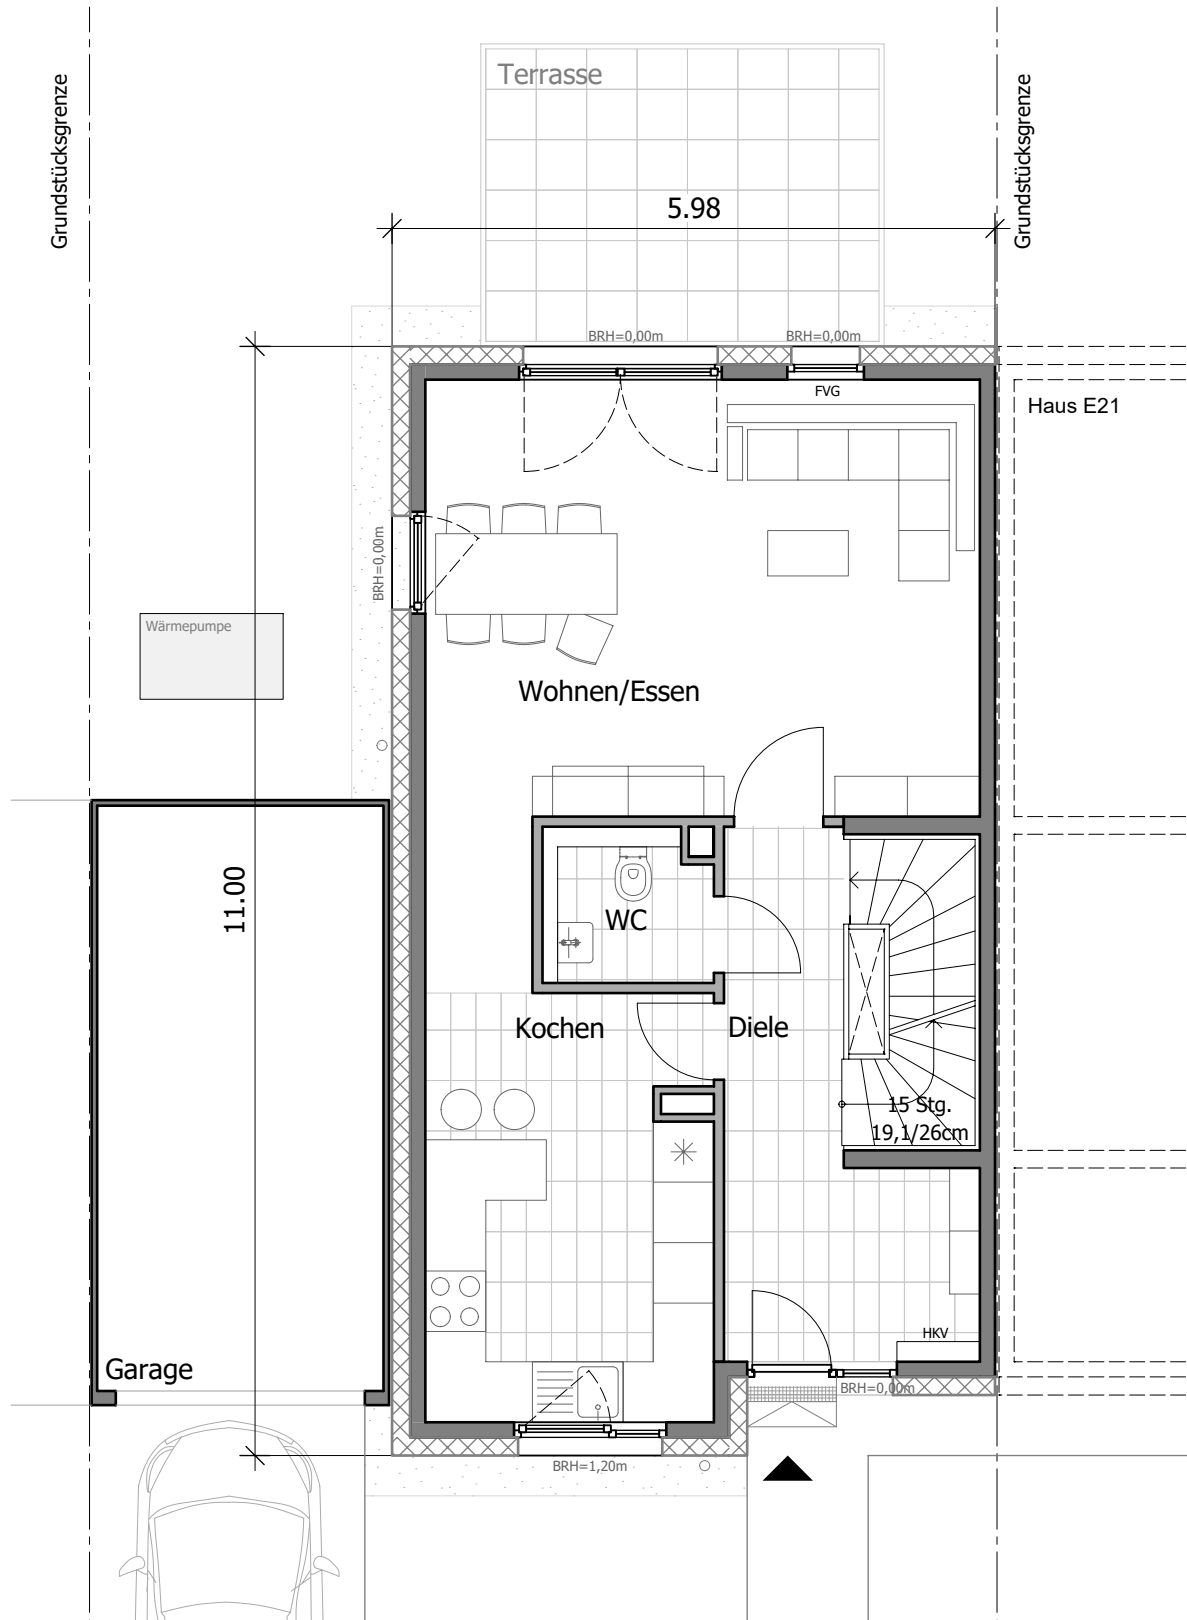 Grundstücksgrenze
Terrasse
Grundstücksgrenze
5.98
BRH=0,00m
BRH=0,00m
FVG
Haus E21
BRH=0,00m
Wärmepumpe
Wohnen/Essen
11.00
WC
Kochen
Diele
15 Stg.
19,1/26cm
HKV
Garage
BRH=0,00m
BRH=1,20m